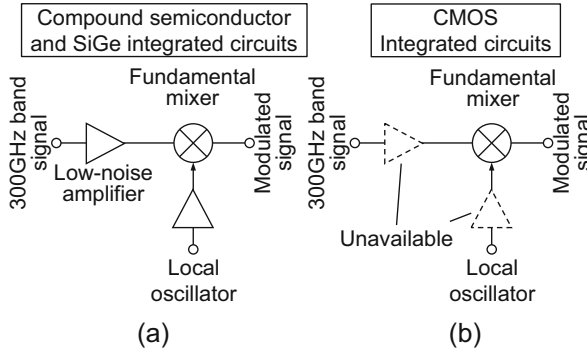 Compound semiconductor
and SiGe integrated circuits
300GHz band
signal
Fundamental
mixer
Low-noise
amplifier
Modulated
signal
Local
oscillator
(a)
CMOS
Integrated circuits
300GHz band
signal
Fundamental
mixer
Unavailable
Modulated
signal
Local
oscillator
(b)